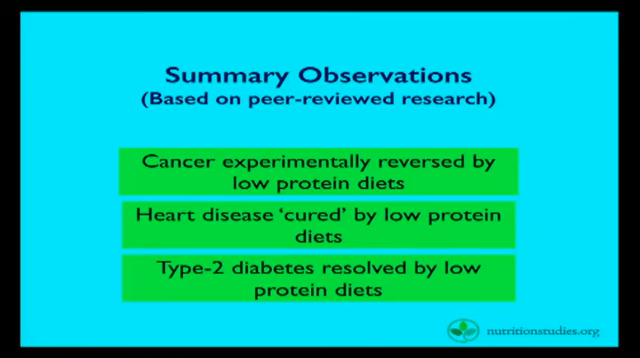 Summary Observations
(Based on peer-reviewed research)
Cancer experimentally reversed by
low protein diets
Heart disease ‘cured’ by low protein
diets
Type-2 diabetes resolved by low
protein diets
nutritionstudies.org